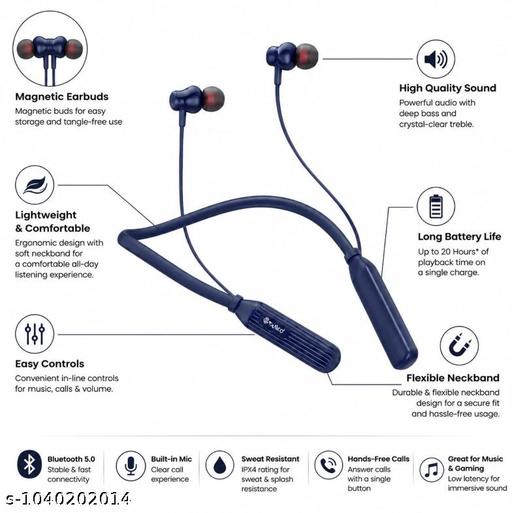 Magnetic Earbuds
Magnetic buds for easy
storage and tangle-free use
High Quality Sound
Powerful audio with
deep bass and
crystal-clear treble.
Lightweight
& Comfortable
Ergonomic design with
soft neckband for
a comfortable all-day
listening experience.
Long Battery Life
Up to 20 Hours* of
playback time on
a single charge.
Easy Controls
Convenient in-line controls
for music, calls & volume.
Flexible Neckband
Durable & flexible neckband
design for a secure fit
and hassle-free usage.
Bluetooth 5.0
Stable & fast
connectivity
Built-in Mic
Clear call
experience
Sweat Resistant
IPX4 rating for
sweat & splash
resistance
Hands-Free Calls
Answer calls
with a single
button
Great for Music
& Gaming
Low latency for
immersive sound
s-1040202014